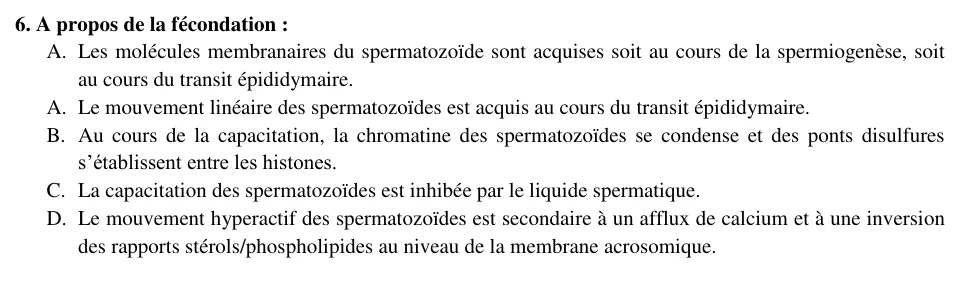 6. A propos de la fécondation :
A. Les molécules membranaires du spermatozoïde sont acquises soit au cours de la spermiogenèse, soit
au cours du transit épididymaire.
A. Le mouvement linéaire des spermatozoïdes est acquis au cours du transit épididymaire.
B. Au cours de la capacitation, la chromatine des spermatozoïdes se condense et des ponts disulfures
s'établissent entre les histones.
C. La capacitation des spermatozoïdes est inhibée par le liquide spermatique.
D. Le mouvement hyperactif des spermatozoïdes est secondaire à un afflux de calcium et à une inversion
des rapports stérols/phospholipides au niveau de la membrane acrosomique.